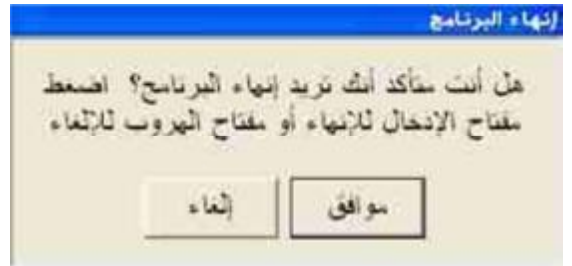 إنهاء البرنامج
هل أنت متأكد أنك تريد إنهاء البرنامج؟ اضغط
مفتاح الإدخال للإنهاء أو مفتاح الهروب للإلغاء
موافق
إلغاء